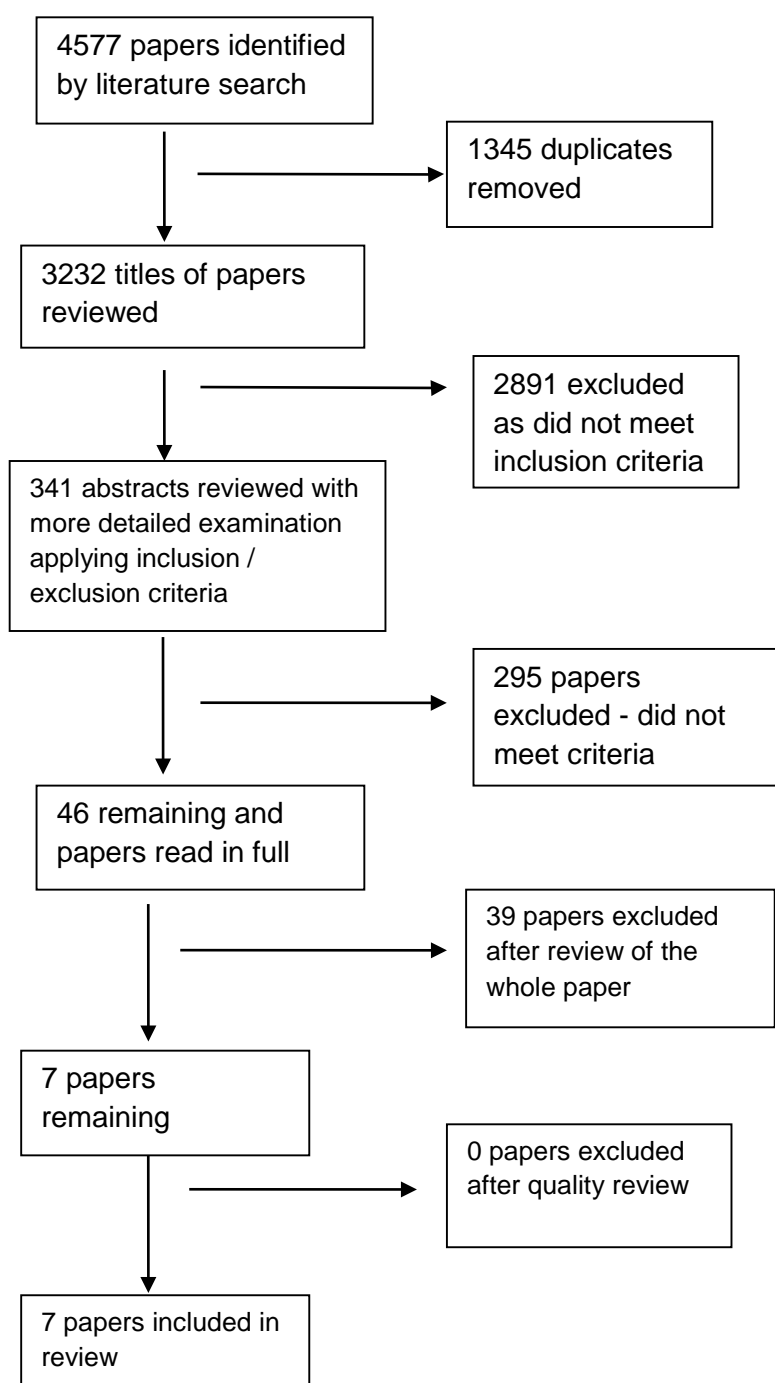 4577 papers identified
by literature search
1345 duplicates
removed
3232 titles of papers
reviewed
2891 excluded
as did not meet
inclusion criteria
341 abstracts reviewed with
more detailed examination
applying inclusion /
exclusion criteria
295 papers
excluded - did not
meet criteria
46 remaining and
papers read in full
39 papers excluded
after review of the
whole paper
7 papers
remaining
0 papers excluded
after quality review
7 papers included in
review